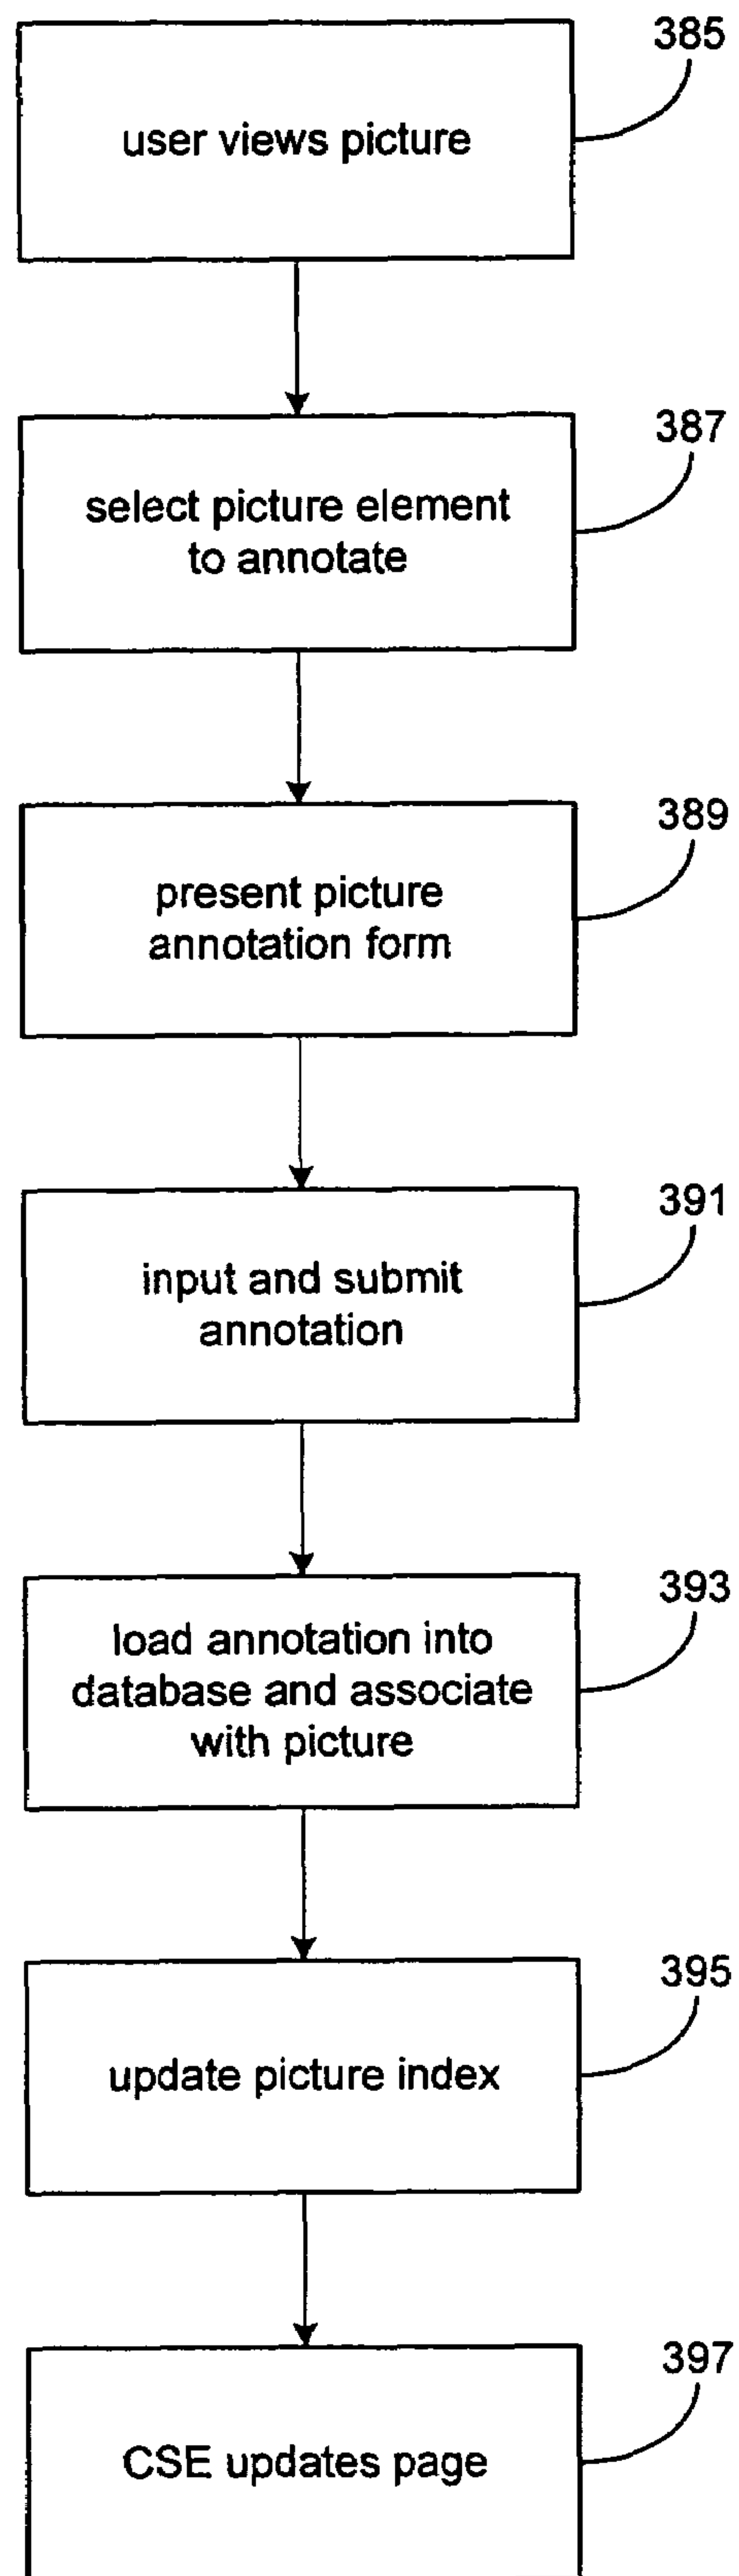 385
user views picture
387
select picture element
to annotate
389
present picture
annotation form
391
input and submit
annotation
393
load annotation into
database and associate
with picture
395
update picture index
397
CSE updates page